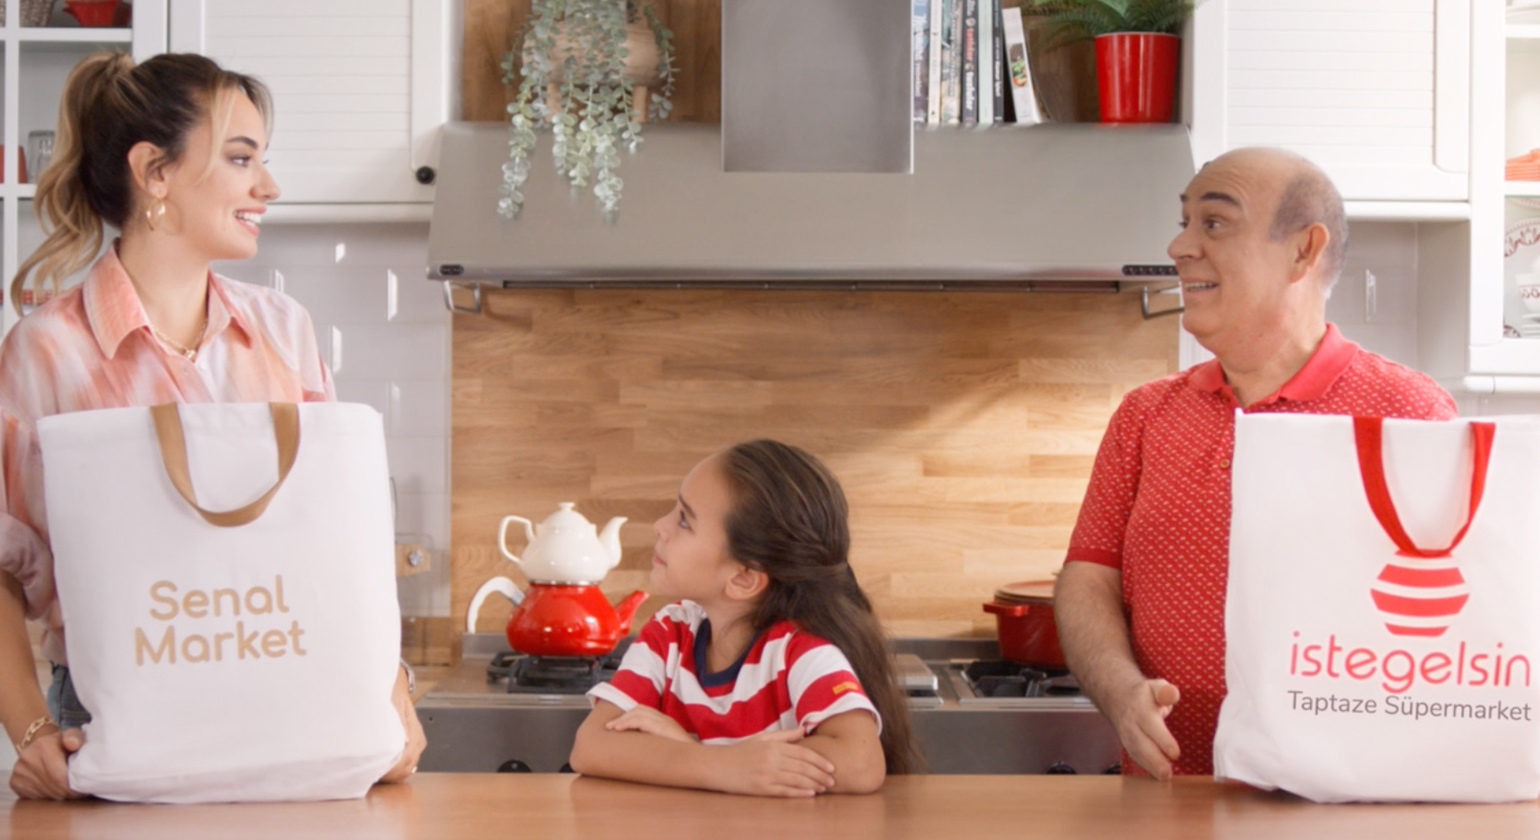 Senal
Market
istegelsin
Taptaze Süpermarket